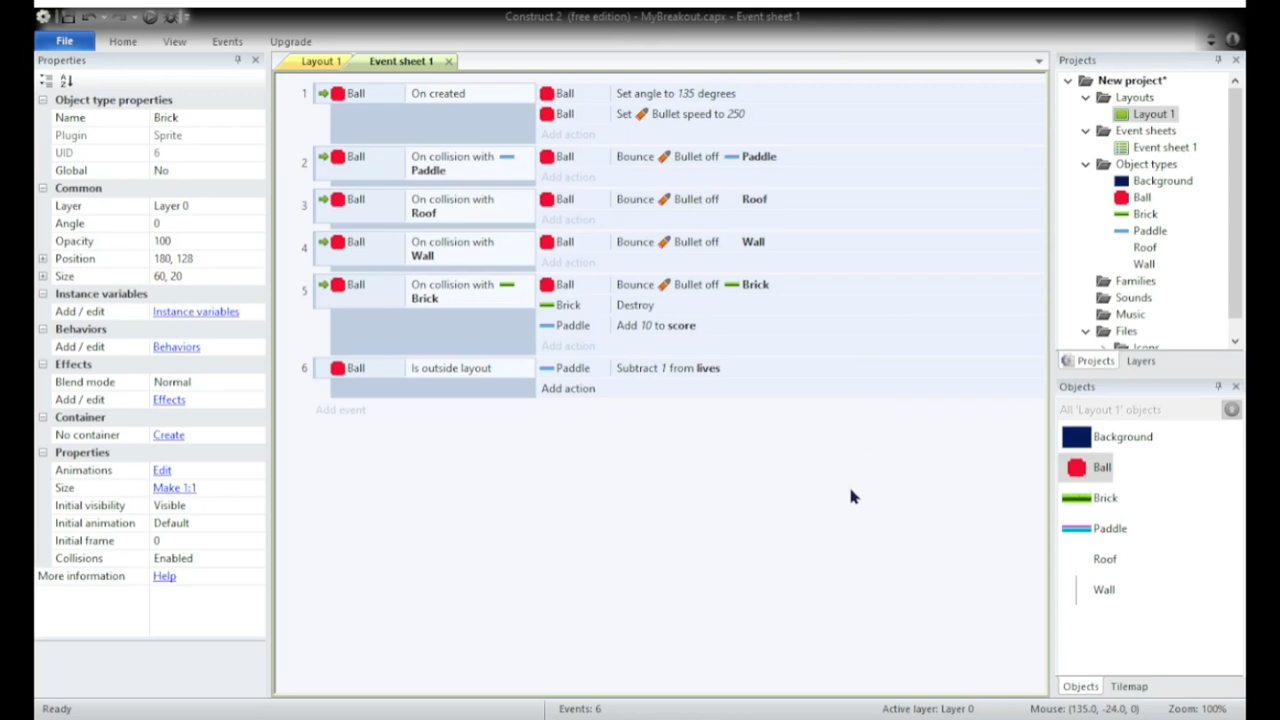 Construct 2 (free edition) - MyBreakout.capx - Event sheet 1
File Home View Events Upgrade
Properties
Object type properties
Name Brick
Plugin Sprite
UID 6
Global No
Common
Layer Layer 0
Angle 0
Opacity 100
Position 180, 128
Size 60, 20
Instance variables
Add / edit Instance variables
Behaviors
Add / edit Behaviors
Effects
Blend mode Normal
Add / edit Effects
Container
No container Create
Properties
Animations Edit
Size Make 1:1
Initial visibility Visible
Initial animation Default
Initial frame 0
Collisions Enabled
More information Help
Layout 1 Event sheet 1
1 Ball On created Ball Set angle to 135 degrees
Ball Set Bullet speed to 250
Add action
2 Ball On collision with Paddle Ball Bounce Bullet off Paddle
Add action
3 Ball On collision with Roof Ball Bounce Bullet off Roof
Add action
4 Ball On collision with Wall Ball Bounce Bullet off Wall
Add action
5 Ball On collision with Brick Ball Bounce Bullet off Brick
Brick Destroy
Paddle Add 10 to score
Add action
6 Ball Is outside layout Paddle Subtract 1 from lives
Add action
Add event
Projects
New project*
Layouts
Layout 1
Event sheets
Event sheet 1
Object types
Background
Ball
Brick
Paddle
Roof
Wall
Families
Sounds
Music
Files
Icons
Projects Layers
Objects
All 'Layout 1' objects
Background
Ball
Brick
Paddle
Roof
Wall
Objects Tilemap
Ready Events: 6 Active layer: Layer 0 Mouse: (135.0, -24.0, 0) Zoom: 100%